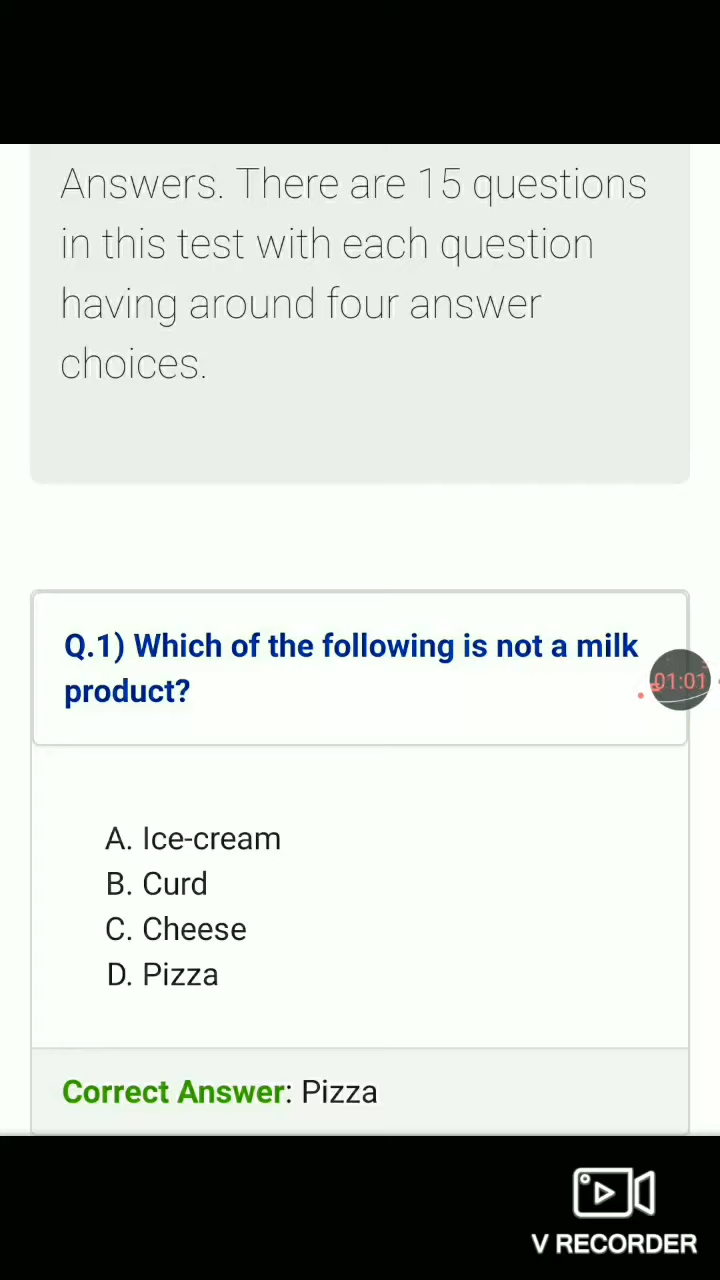 Answers. There are 15 questions
in this test with each question
having around four answer
choices.
Q.1) Which of the following is not a milk
product?
01:01
A. Ice-cream
B. Curd
C. Cheese
D. Pizza
Correct Answer: Pizza
V RECORDER